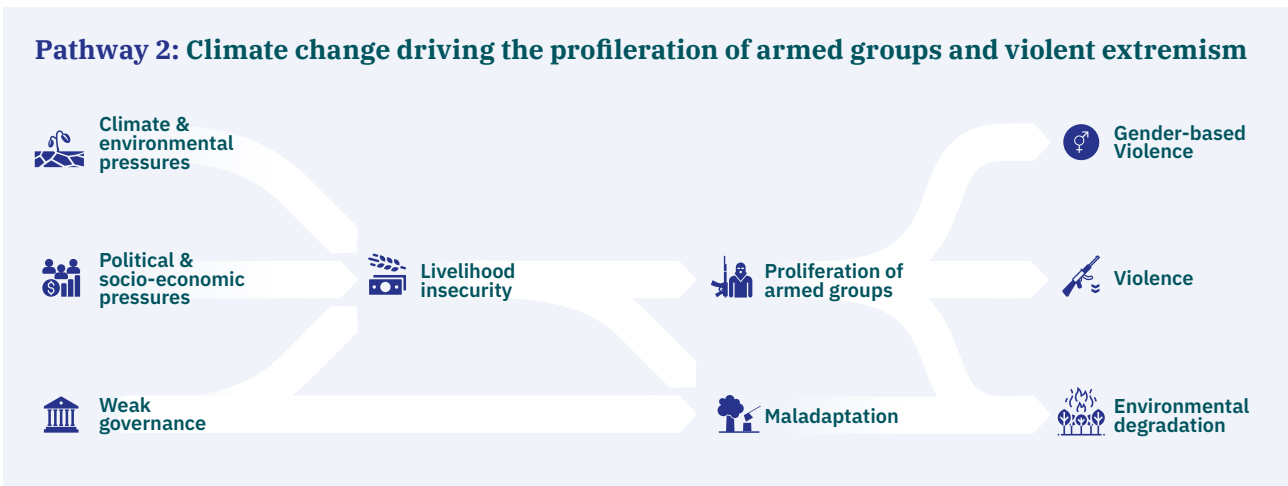 Pathway 2: Climate change driving the profileration of armed groups and violent extremism
Climate &
environmental
pressures
Gender-based
Violence
Political &
socio-economic
pressures
Livelihood
insecurity
Proliferation of
armed groups
Violence
Weak
governance
Maladaptation
Environmental
degradation